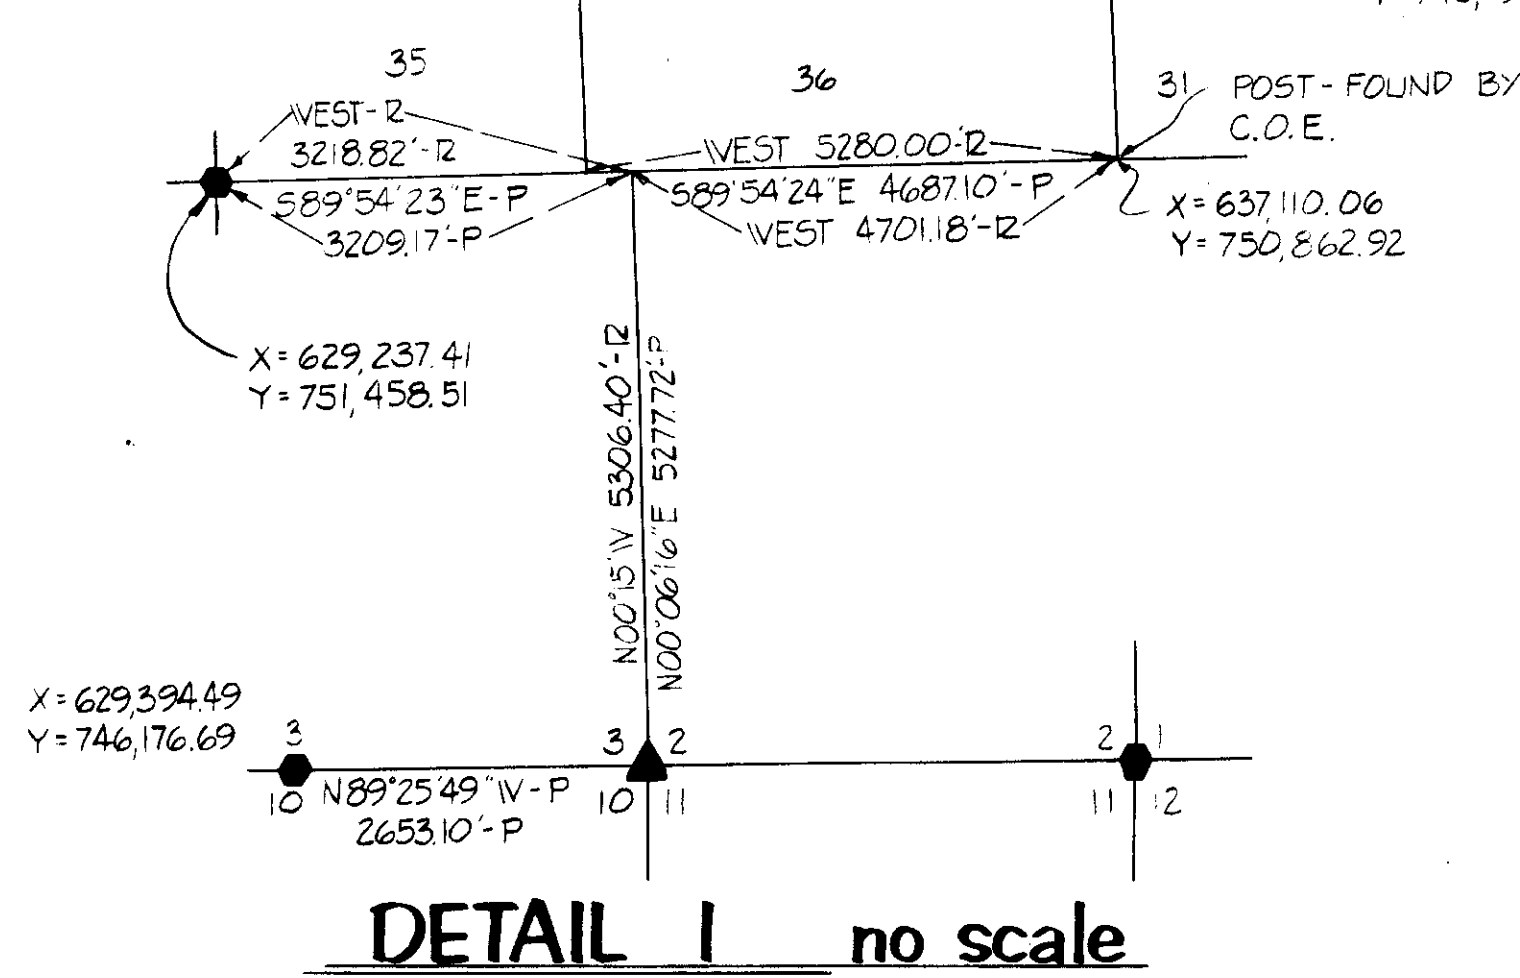 35
36
31 POST - FOUND BY
C.O.E.
WEST-R
3218.82'-R
WEST 5280.00'-R
S89°54'23"E-P
3209.17'-P
S89°54'24"E 4687.10'-P
WEST 4701.18'-R
X=637,110.06
Y=750,862.92
X=629,237.41
Y=751,458.51
N00°15'W 5306.40'-R
N00°06'16"E 5277.72'-P
X=629,394.49
Y=746,176.69
3
3 2
2 1
10
N89°25'49"W-P
2653.10'-P
10 11
11 12
DETAIL 1 no scale